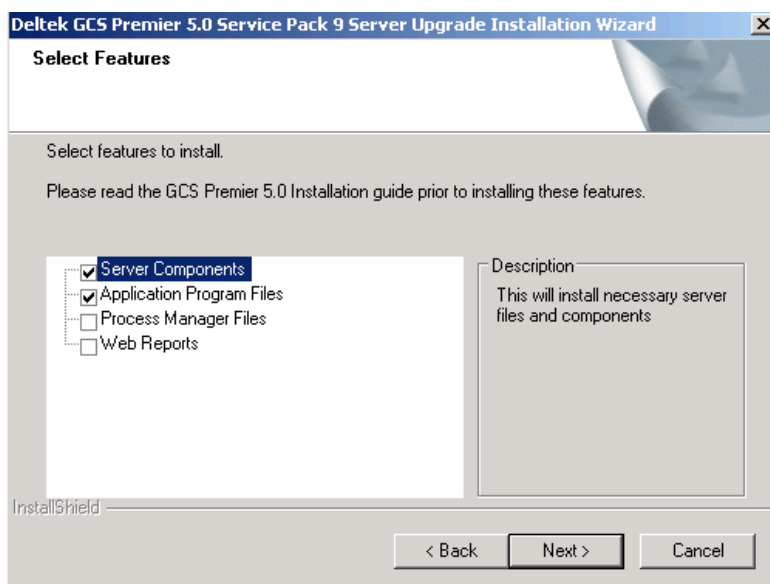 Deltek GCS Premier 5.0 Service Pack 9 Server Upgrade Installation Wizard
Select Features
Select features to install.
Please read the GCS Premier 5.0 Installation guide prior to installing these features.
Server Components
Application Program Files
Process Manager Files
Web Reports
Description
This will install necessary server
files and components
InstallShield
< Back
Next >
Cancel